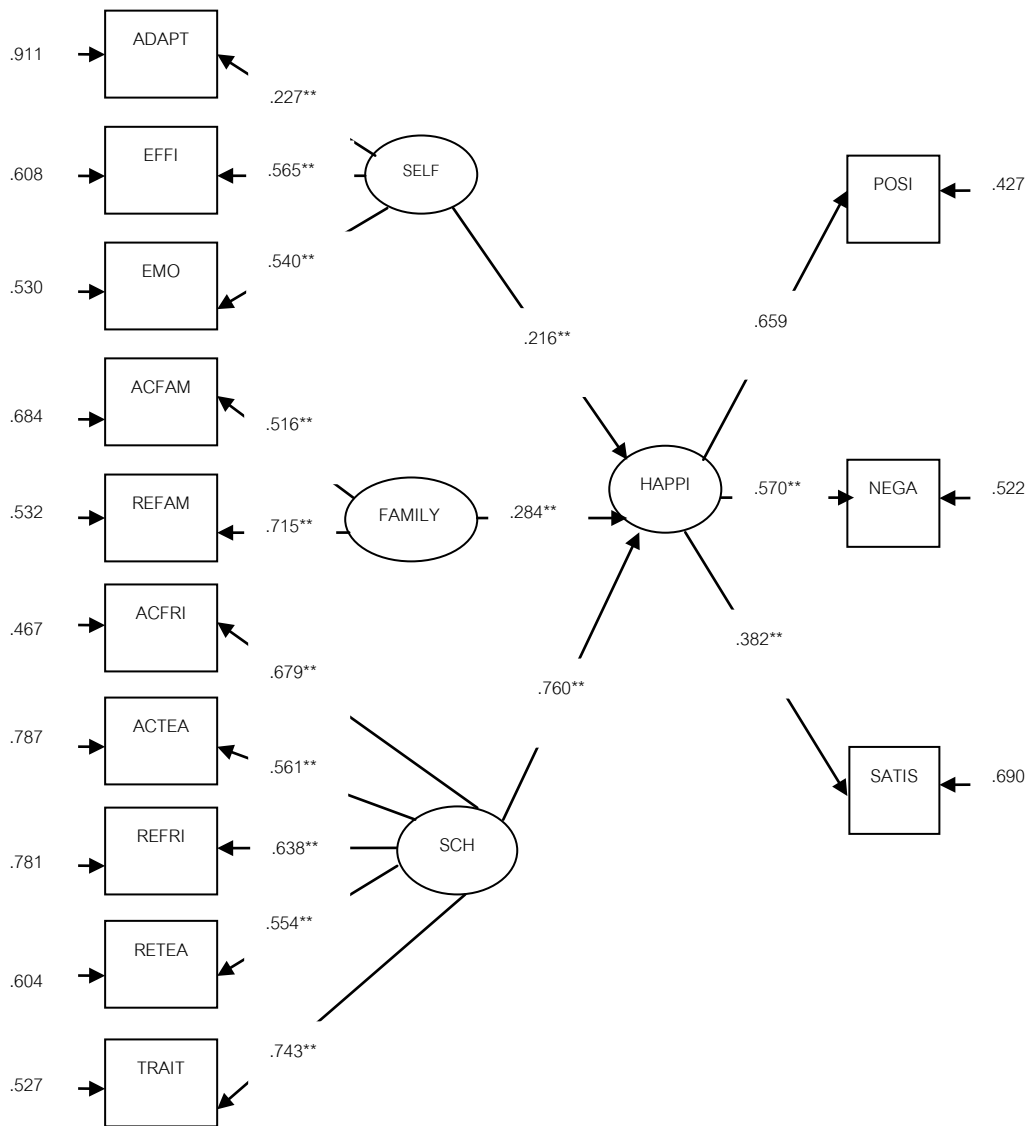 ADAPT
.911
.227**
EFFI
.608
.565**
SELF
POSI
.427
EMO
.530
.540**
.659
.216**
ACFAM
.684
.516**
HAPPI
.570**
NEGA
.522
REFAM
.532
.715**
FAMILY
.284**
ACFRI
.467
.679**
.382**
.760**
ACTEA
.787
.561**
SATIS
.690
REFRI
.781
.638**
SCH
RETEA
.604
.554**
TRAIT
.527
.743**